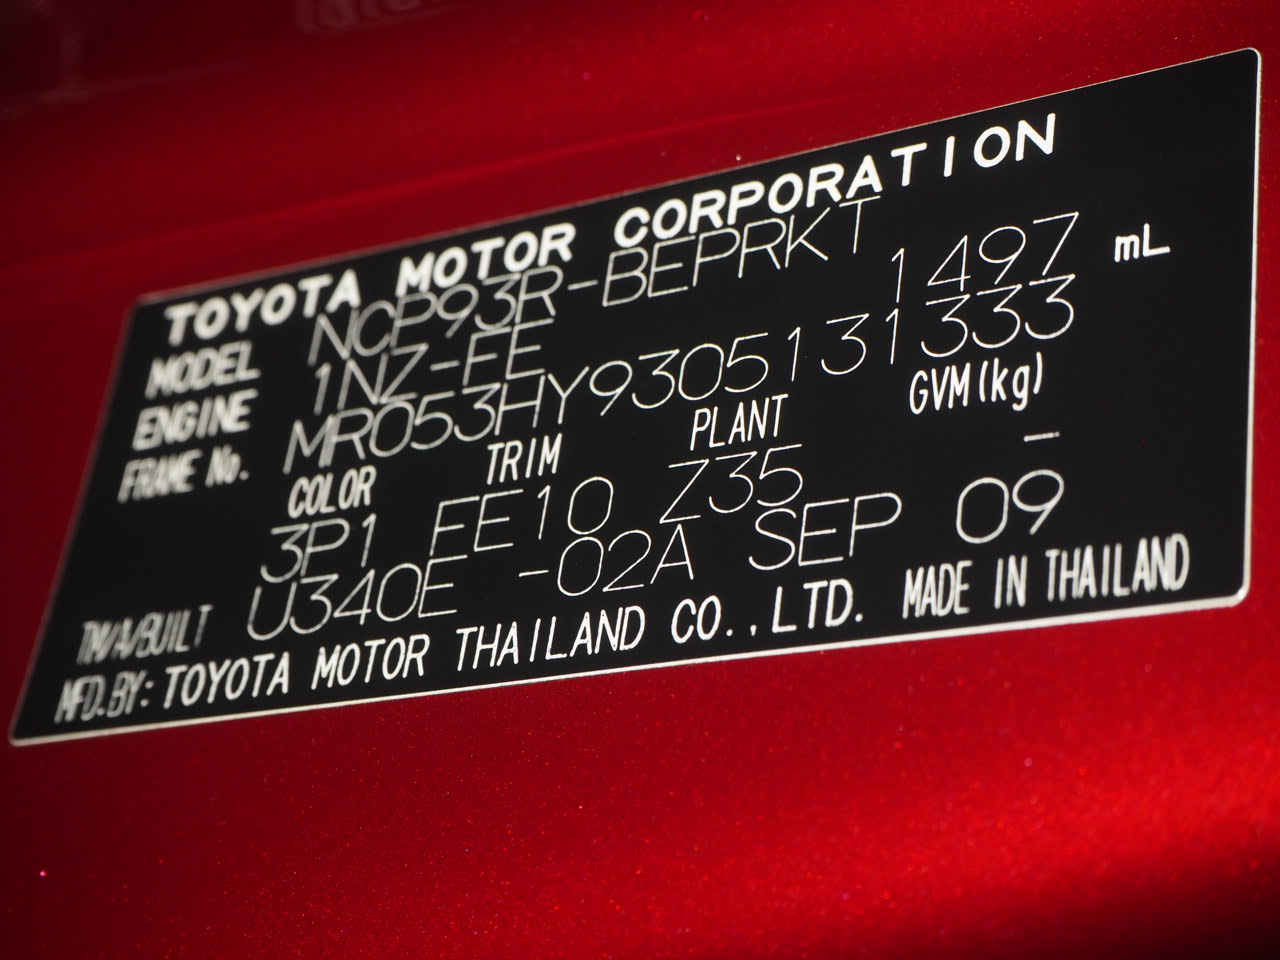 TOYOTA MOTOR CORPORATION
MODEL NCP93R-BEPRKT
ENGINE 1NZ-FE 1497 mL
FRAME No. MR053HY9305131333
COLOR TRIM PLANT GVM(kg)
3P1 FE10 Z35 —
TM/A/BUILT U340E -02A SEP 09
MFD.BY: TOYOTA MOTOR THAILAND CO.,LTD. MADE IN THAILAND